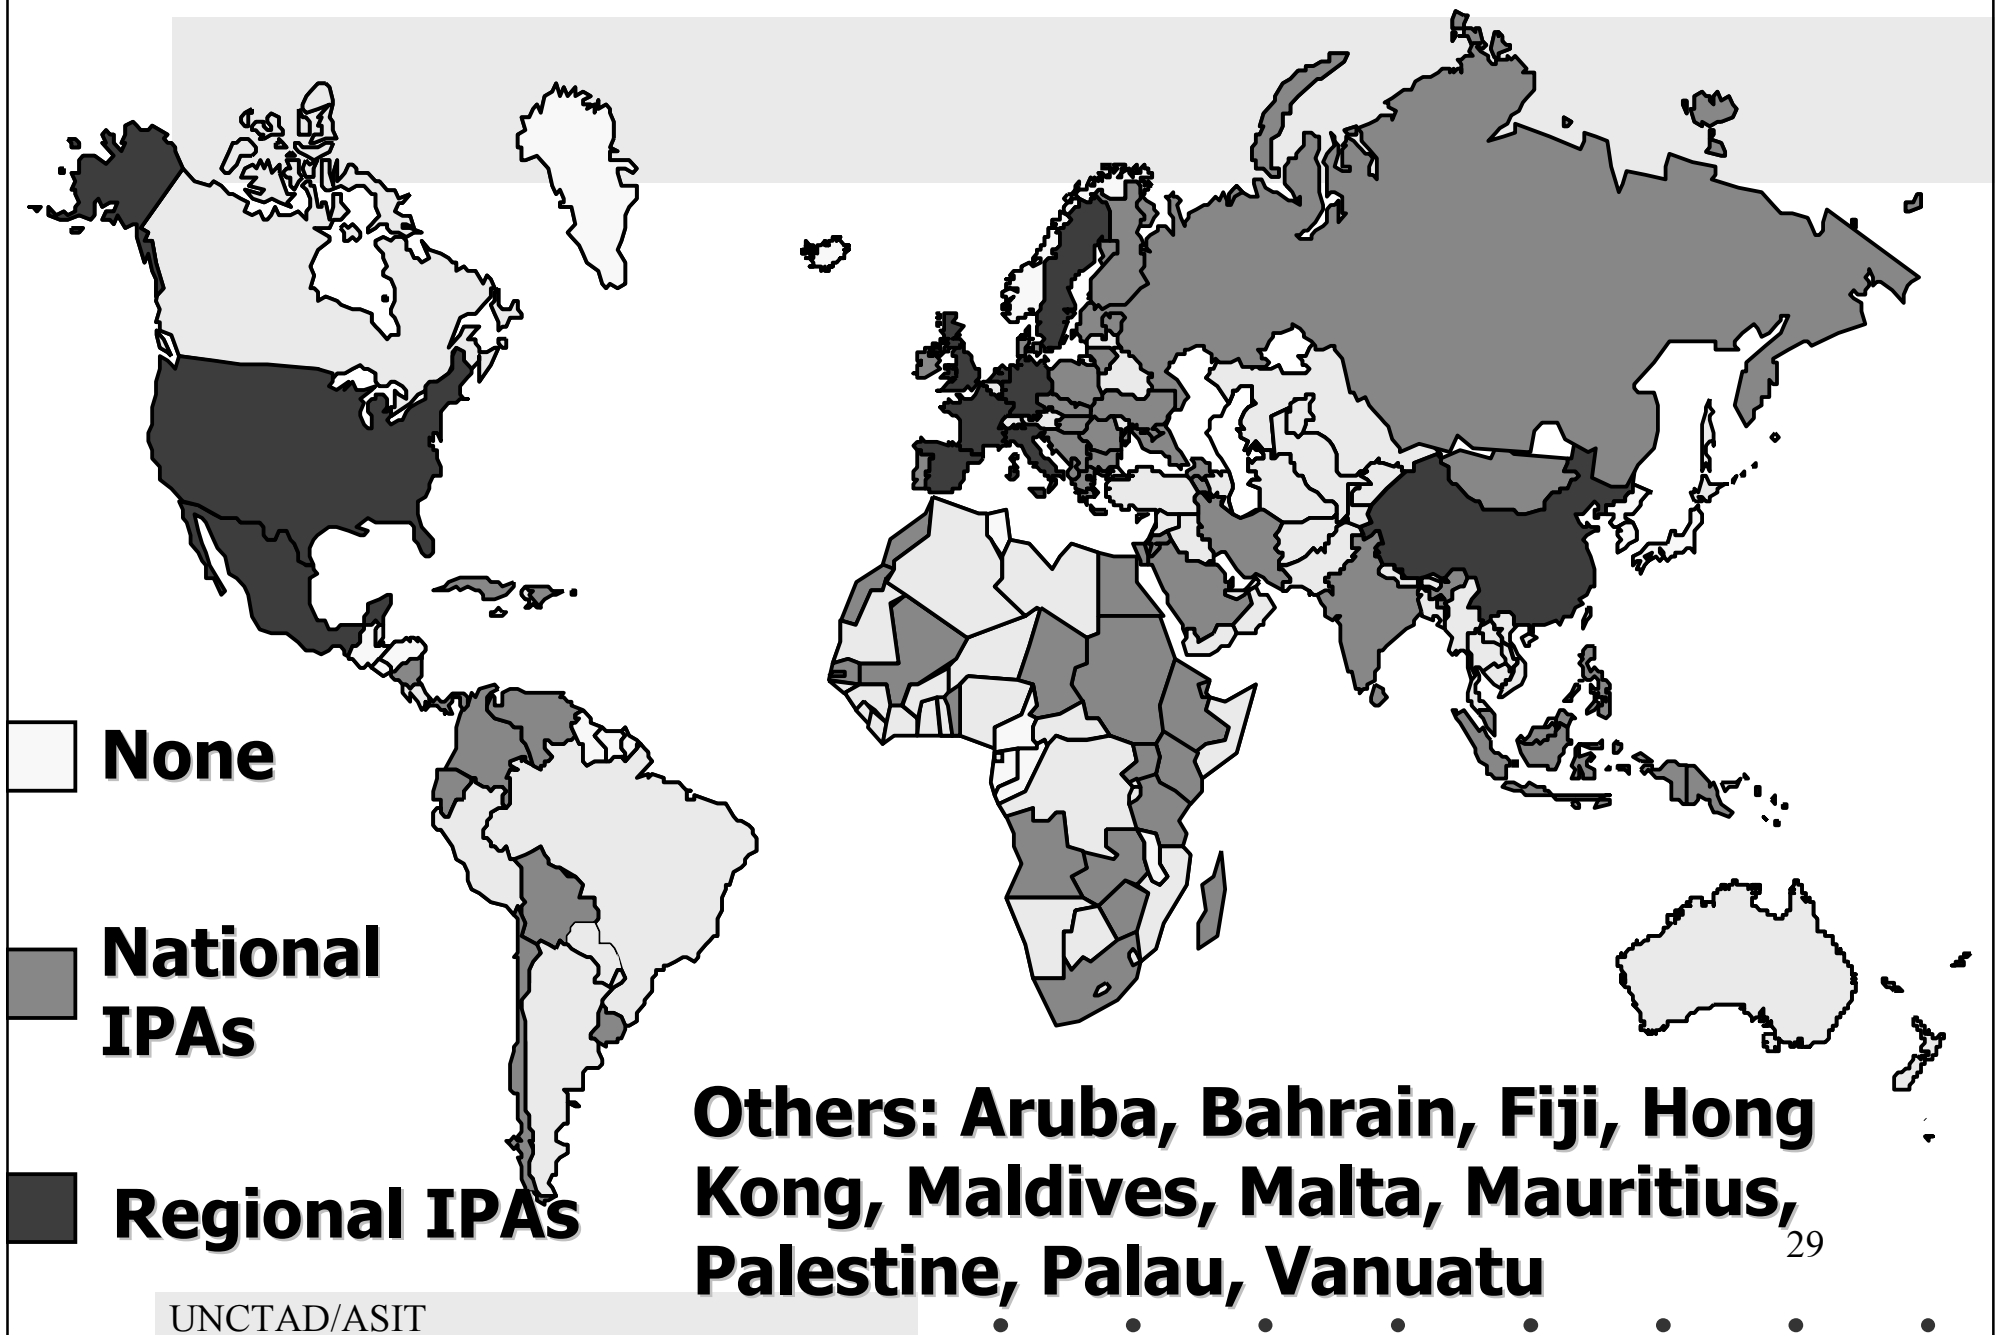 None
National
IPAs
Regional IPAs
Others: Aruba, Bahrain, Fiji, Hong
Kong, Maldives, Malta, Mauritius,
Palestine, Palau, Vanuatu
29
UNCTAD/ASIT